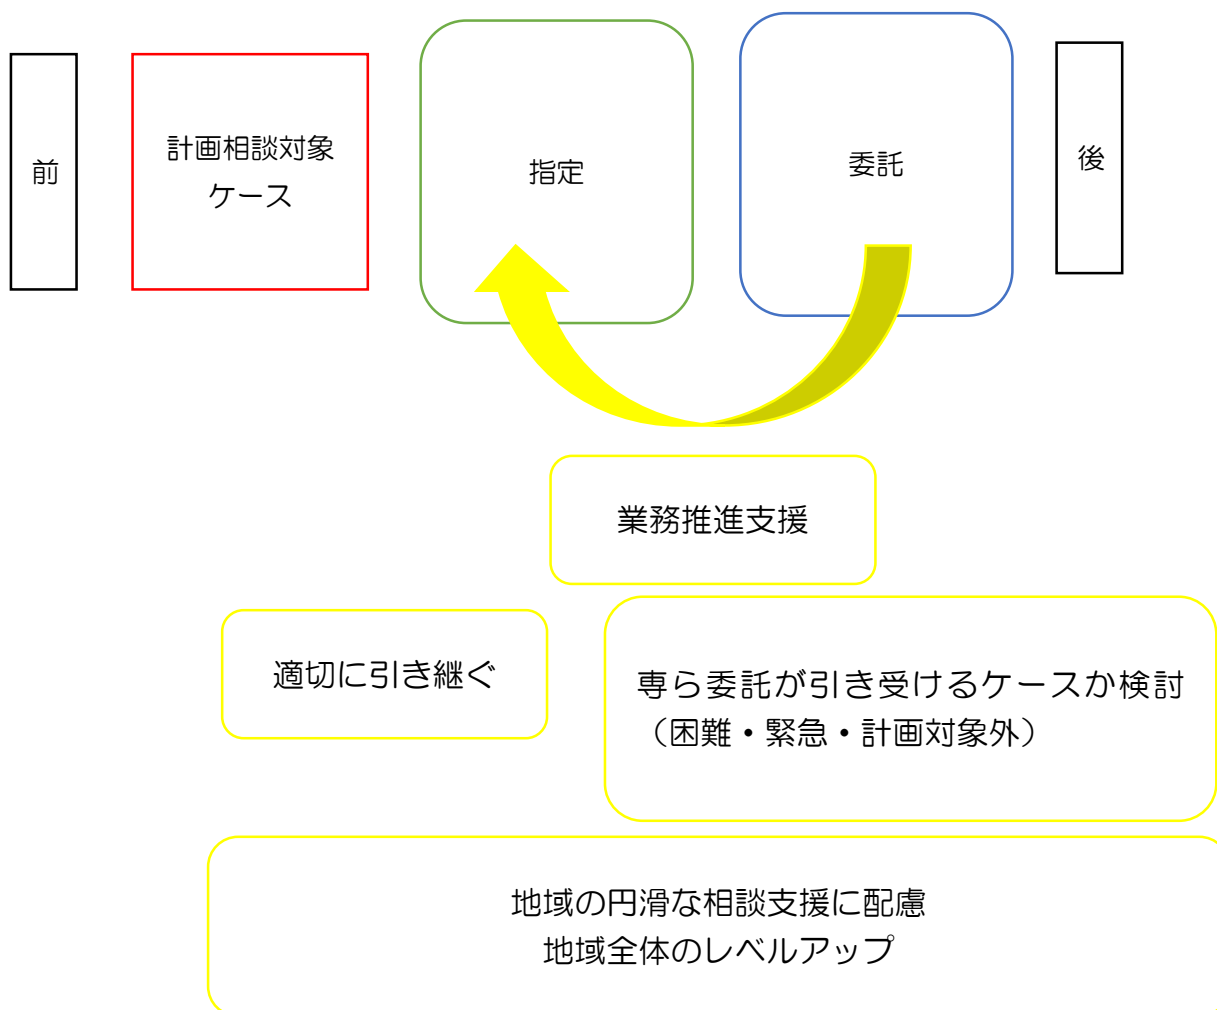 前
計画相談対象
ケース
指定
委託
後
業務推進支援
適切に引き継ぐ
専ら委託が引き受けるケースか検討
（困難・緊急・計画対象外）
地域の円滑な相談支援に配慮
地域全体のレベルアップ